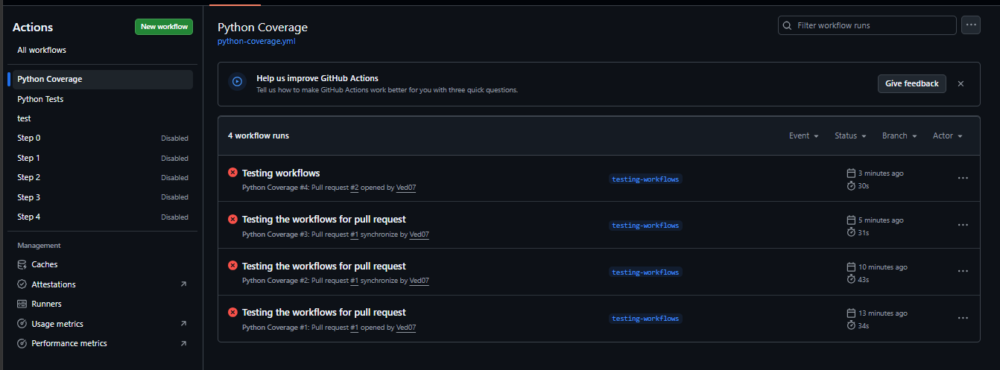 Actions
New workflow
All workflows
Python Coverage
Python Tests
test
Step 0 Disabled
Step 1 Disabled
Step 2 Disabled
Step 3 Disabled
Step 4 Disabled
Management
Caches
Attestations
Runners
Usage metrics
Performance metrics
Python Coverage
python-coverage.yml
Filter workflow runs
Help us improve GitHub Actions
Tell us how to make GitHub Actions work better for you with three quick questions.
Give feedback
4 workflow runs
Event Status Branch Actor
Testing workflows
Python Coverage #4: Pull request #2 opened by Ved07
testing-workflows
3 minutes ago
30s
Testing the workflows for pull request
Python Coverage #3: Pull request #1 synchronize by Ved07
testing-workflows
5 minutes ago
31s
Testing the workflows for pull request
Python Coverage #2: Pull request #1 synchronize by Ved07
testing-workflows
10 minutes ago
43s
Testing the workflows for pull request
Python Coverage #1: Pull request #1 opened by Ved07
testing-workflows
13 minutes ago
34s